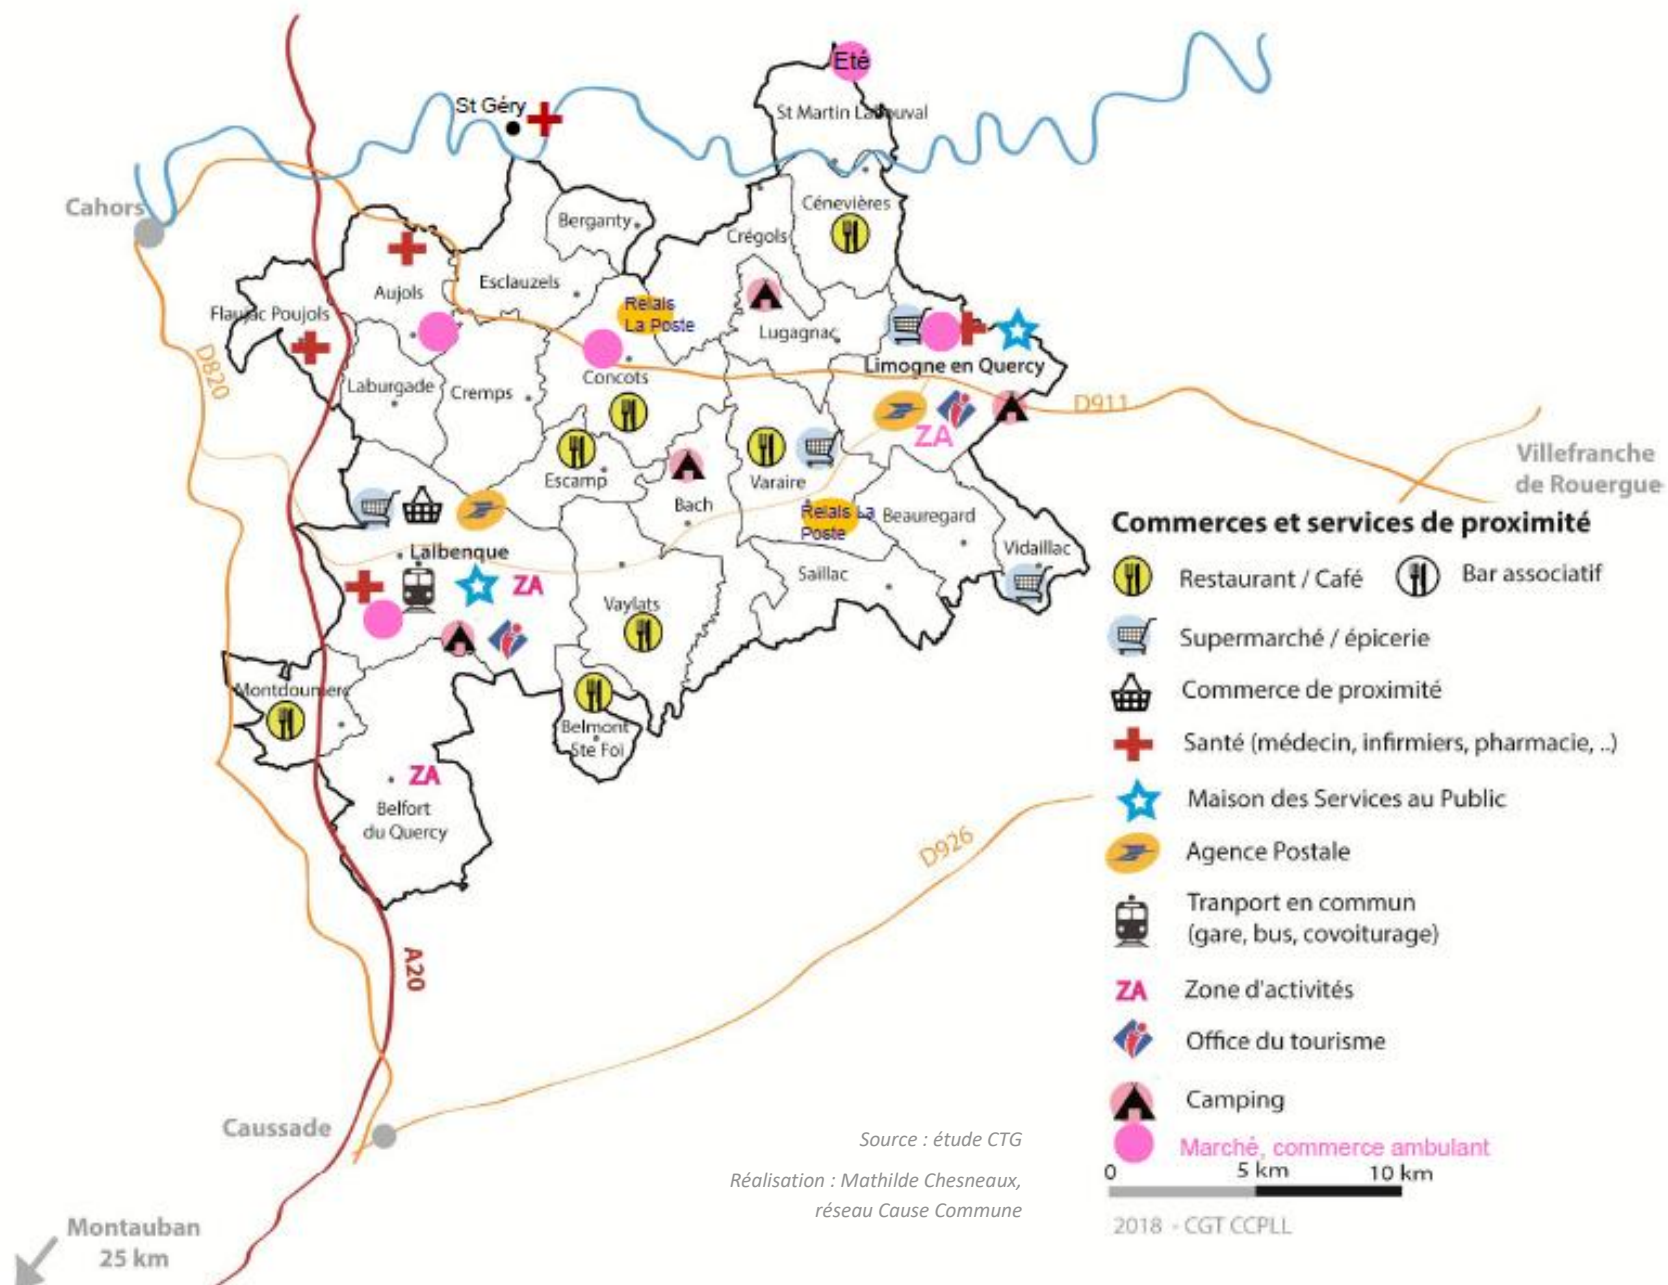 Eté
St Martin Labouval
St Géry
Cahors
Cénevières
Berganty
Crégols
Esclauzels
Aujols
Relais
La Poste
Flaujac Poujols
Lugagnac
D820
Limogne en Quercy
Concots
Laburgade
Cremps
D911
ZA
Villefranche
de Rouergue
Escamp
Varaire
Bach
Relais La
Poste
Beauregard
Vidaillac
Lalbenque
Saillac
ZA
Vaylats
Montdoumerc
Belmont
Ste Foi
ZA
Belfort
du Quercy
D926
A20
Caussade
Montauban
25 km
Commerces et services de proximité
Restaurant / Café
Bar associatif
Supermarché / épicerie
Commerce de proximité
Santé (médecin, infirmiers, pharmacie, ..)
Maison des Services au Public
Agence Postale
Tranport en commun
(gare, bus, covoiturage)
ZA Zone d'activités
Office du tourisme
Camping
Marché, commerce ambulant
0 5 km 10 km
2018 - CGT CCPLL
Source : étude CTG
Réalisation : Mathilde Chesneaux,
réseau Cause Commune